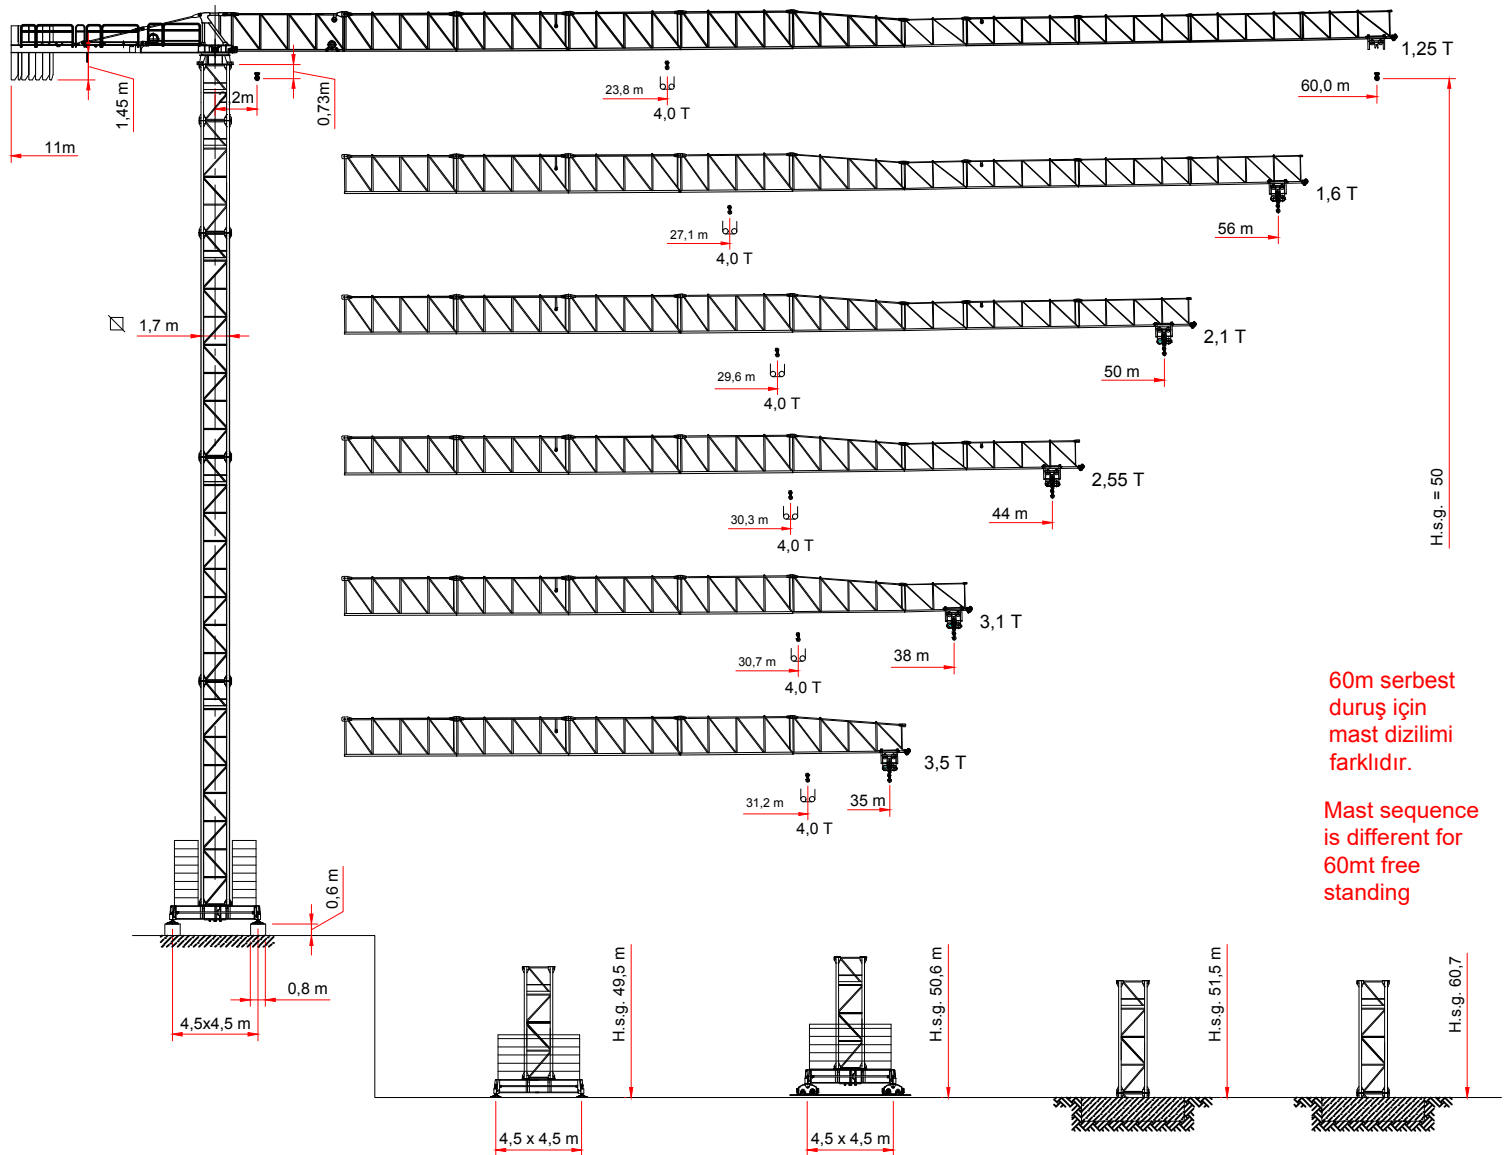 1,25 T
1,45 m
2m
0,73m
23,8 m
4,0 T
60,0 m
11m
1,6 T
27,1 m
4,0 T
56 m
1,7 m
2,1 T
29,6 m
4,0 T
50 m
2,55 T
30,3 m
4,0 T
44 m
H.s.g. = 50
3,1 T
30,7 m
4,0 T
38 m
3,5 T
31,2 m
4,0 T
35 m
60m serbest
duruş için
mast dizilimi
farklıdır.
Mast sequence
is different for
60mt free
standing
0,6 m
0,8 m
4,5x4,5 m
H.s.g. 49,5 m
H.s.g. 50,6 m
H.s.g. 51,5 m
H.s.g. 60,7
4,5 x 4,5 m
4,5 x 4,5 m